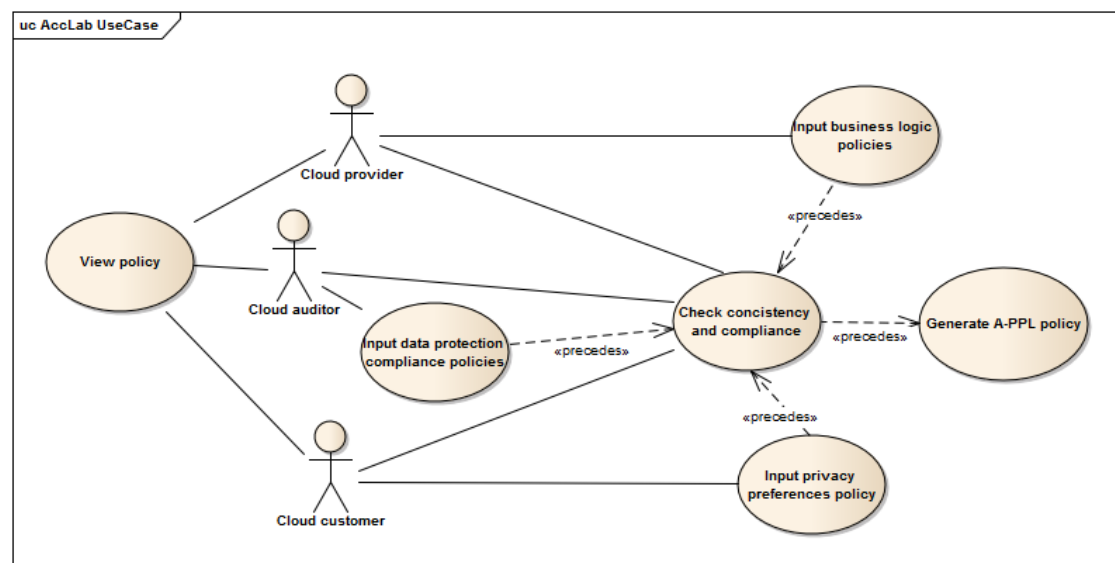 uc AccLab UseCase
Cloud provider
Input business logic
policies
«precedes»
View policy
Cloud auditor
Input data protection
compliance policies
«precedes»
Check concistency
and compliance
«precedes»
Generate A-PPL policy
«precedes»
Cloud customer
Input privacy
preferences policy